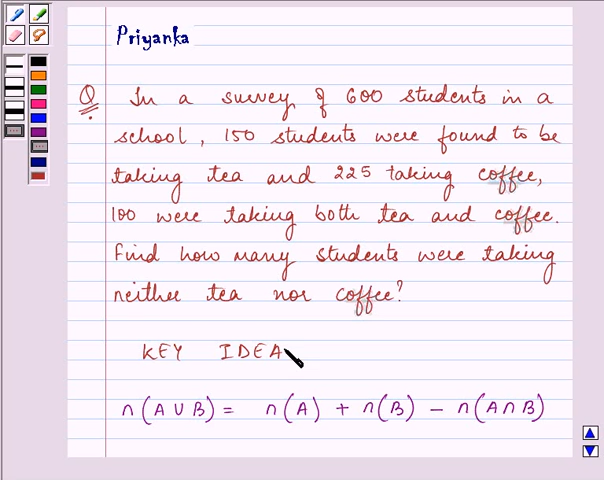 Priyanka
Q In a survey of 600 students in a
school, 150 students were found to be
taking tea and 225 taking coffee,
100 were taking both tea and coffee.
Find how many students were taking
neither tea nor coffee?
KEY IDEA
n(A ∪ B) = n(A) + n(B) - n(A ∩ B)